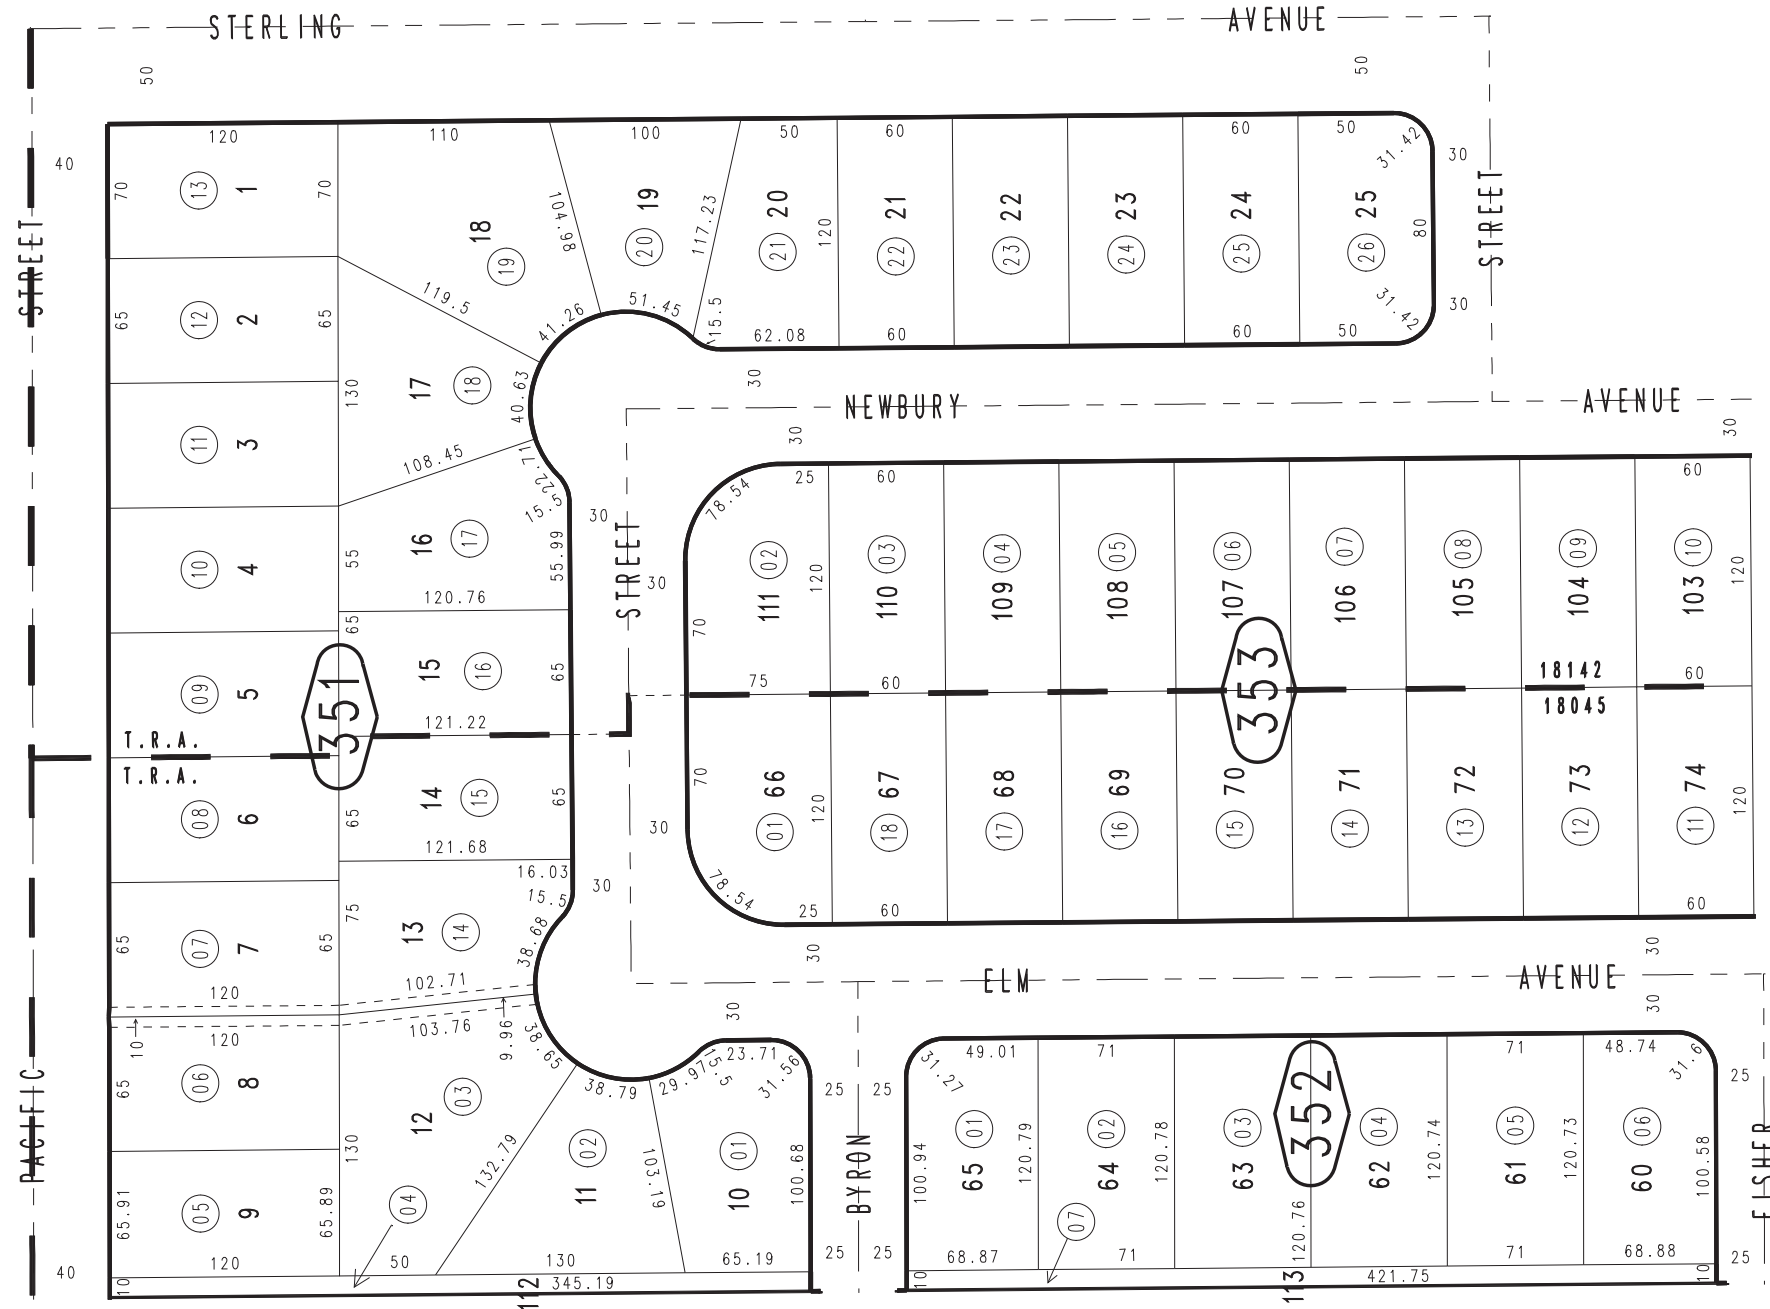 STERLING AVENUE
50 50
120 110 100 50 60 60 50 31.42
40 30
70 13 1 70 18 19 104.98 19 20 117.23 20 21 120 21 22 22 23 23 24 24 25 25 26 80
STREET STREET
65 12 2 65 119.5 41.26 51.45 15.5 62.08 60 60 50 31.42 30
130 17 18 40.63 30
NEWBURY AVENUE
11 3 108.45 22.71 15.5 30 30
78.54 25 60 60
10 4 55 16 17 55.99 30 STREET 30
120.76
111 02 120 110 03 109 04 108 05 107 06 106 07 105 08 104 09 103 10 120
65 70
09 5 351 15 16 65 353
75 60 18142 60
121.22 18045
T.R.A.
T.R.A.
08 6 65 14 15 65 30 70 66 01 120 67 18 68 17 69 16 70 15 71 14 72 13 73 12 74 11 120
121.68
16.03 30 78.54 25 60 60
15.5
65 07 7 65 75 13 14 38.68 30 30
120 102.71 ELM AVENUE
10 120 103.76 9.96 38.65 30 30
38.79 29.97 15.5 23.71 31.56 31.27 49.01 71 71 48.74 31.6
65 06 8 12 03 25 25 25
PACIFIC 130 132.79 11 02 103.19 10 01 100.68 BYRON 100.94 65 01 120.79 64 02 120.78 63 03 352 62 04 120.74 61 05 120.73 60 06 100.58 FISHER
65.91 05 9 65.89 04 07 120.76
40 120 50 130 65.19 25 25 68.87 71 71 68.88 25
10 112 345.19 10 113 421.75 10